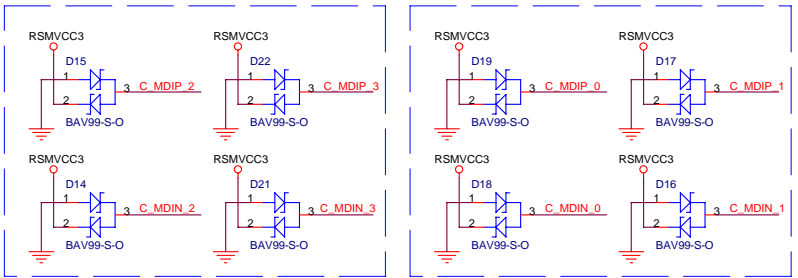 RSMVCC3
D15
1
2
3
C_MDIP_2
BAV99-S-O
RSMVCC3
D22
1
2
3
C_MDIP_3
BAV99-S-O
RSMVCC3
D19
1
2
3
C_MDIP_0
BAV99-S-O
RSMVCC3
D17
1
2
3
C_MDIP_1
BAV99-S-O
RSMVCC3
D14
1
2
3
C_MDIN_2
BAV99-S-O
RSMVCC3
D21
1
2
3
C_MDIN_3
BAV99-S-O
RSMVCC3
D18
1
2
3
C_MDIN_0
BAV99-S-O
RSMVCC3
D16
1
2
3
C_MDIN_1
BAV99-S-O